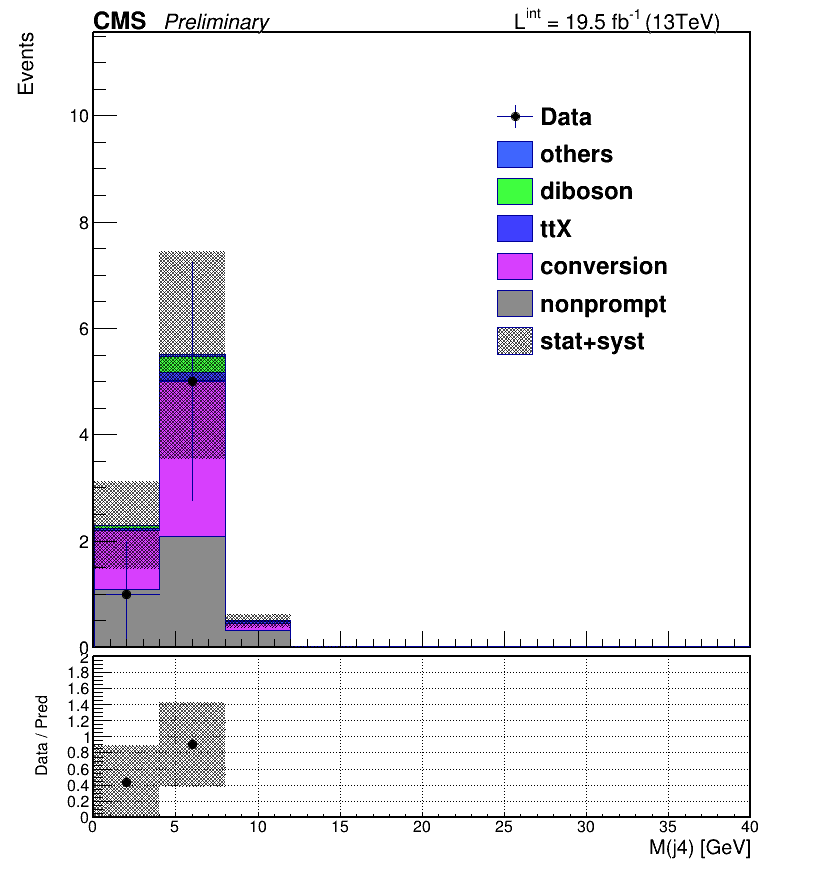 CMS Preliminary L^int = 19.5 fb^-1 (13TeV)
Events
10
8
6
4
2
0
Data
others
diboson
ttX
conversion
nonprompt
stat+syst
Data / Pred
2
1.8
1.6
1.4
1.2
1
0.8
0.6
0.4
0.2
0
0 5 10 15 20 25 30 35 40
M(j4) [GeV]